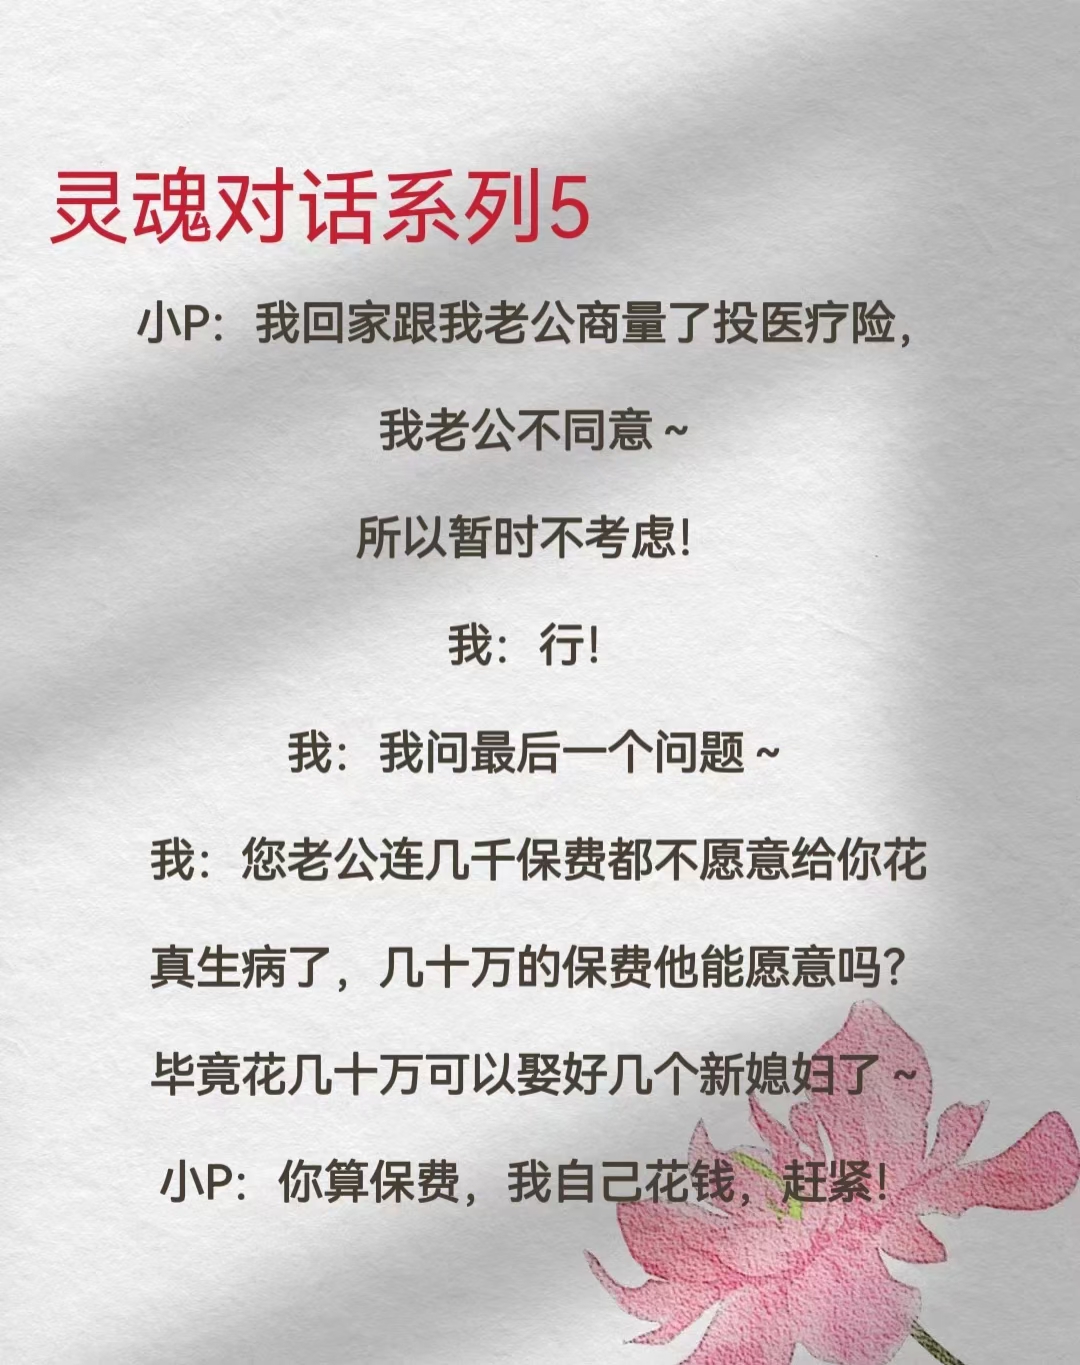 灵魂对话系列5
小P：我回家跟我老公商量了投医疗险，
我老公不同意~
所以暂时不考虑！
我：行！
我：我问最后一个问题~
我：您老公连几千保费都不愿意给你花
真生病了，几十万的保费他能愿意吗？
毕竟花几十万可以娶好几个新媳妇了~
小P：你算保费，我自己花钱，赶紧！